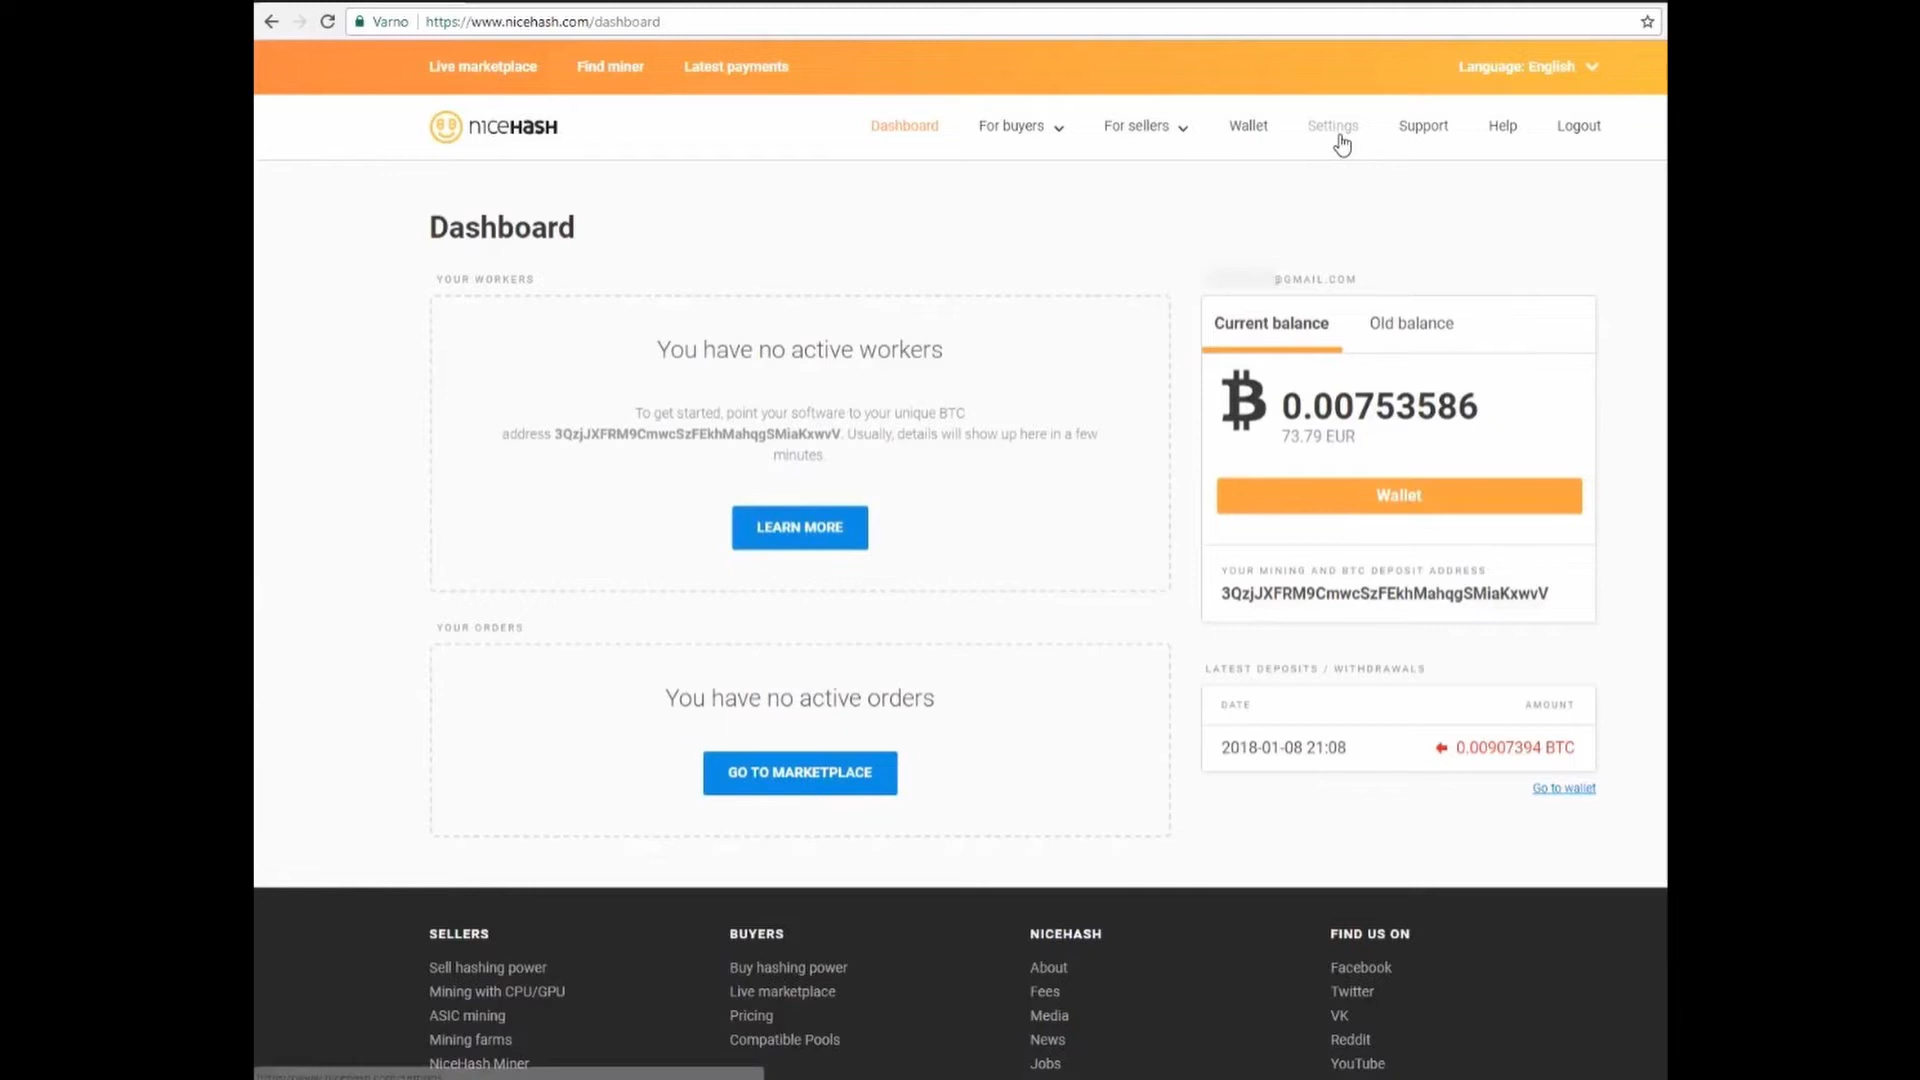 Varno https://www.nicehash.com/dashboard
Live marketplace Find miner Latest payments Language: English
niceHASH Dashboard For buyers For sellers Wallet Settings Support Help Logout
Dashboard
YOUR WORKERS
You have no active workers
To get started, point your software to your unique BTC
address 3QzjJXFRM9CmwcSzFEkhMahqgSMiaKxwvV. Usually, details will show up here in a few
minutes.
LEARN MORE
YOUR ORDERS
You have no active orders
GO TO MARKETPLACE
@GMAIL.COM
Current balance Old balance
0.00753586
73.79 EUR
Wallet
YOUR MINING AND BTC DEPOSIT ADDRESS
3QzjJXFRM9CmwcSzFEkhMahqgSMiaKxwvV
LATEST DEPOSITS / WITHDRAWALS
DATE AMOUNT
2018-01-08 21:08 0.00907394 BTC
Go to wallet
SELLERS
Sell hashing power
Mining with CPU/GPU
ASIC mining
Mining farms
NiceHash Miner
BUYERS
Buy hashing power
Live marketplace
Pricing
Compatible Pools
NICEHASH
About
Fees
Media
News
Jobs
FIND US ON
Facebook
Twitter
VK
Reddit
YouTube